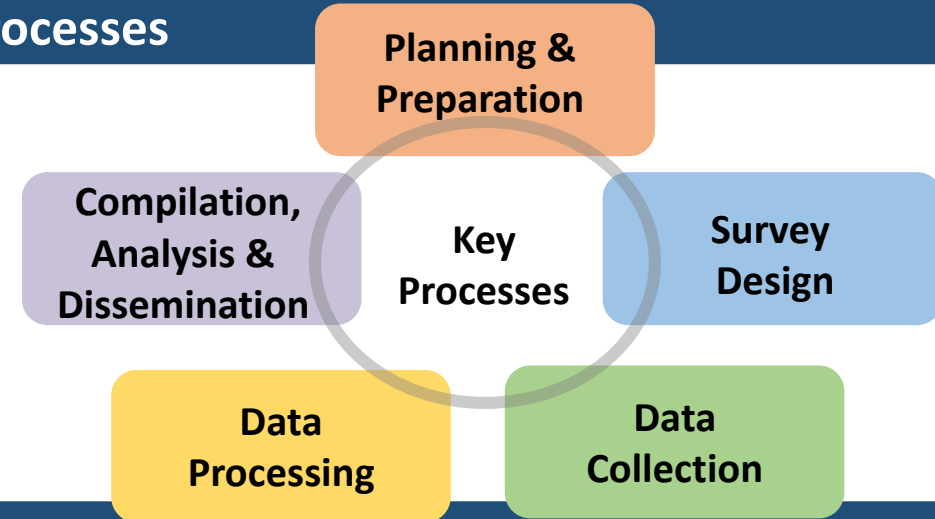 ocesses
Planning &
Preparation
Compilation,
Analysis &
Dissemination
Key
Processes
Survey
Design
Data
Processing
Data
Collection